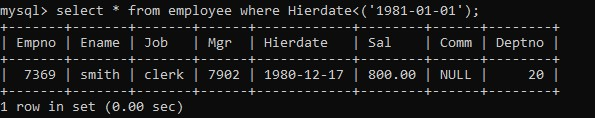 mysql> select * from employee where Hierdate<('1981-01-01');
+-------+-------+-------+------+------------+--------+------+--------+
| Empno | Ename | Job   | Mgr  | Hierdate   | Sal    | Comm | Deptno |
+-------+-------+-------+------+------------+--------+------+--------+
|  7369 | smith | clerk | 7902 | 1980-12-17 | 800.00 | NULL |     20 |
+-------+-------+-------+------+------------+--------+------+--------+
1 row in set (0.00 sec)